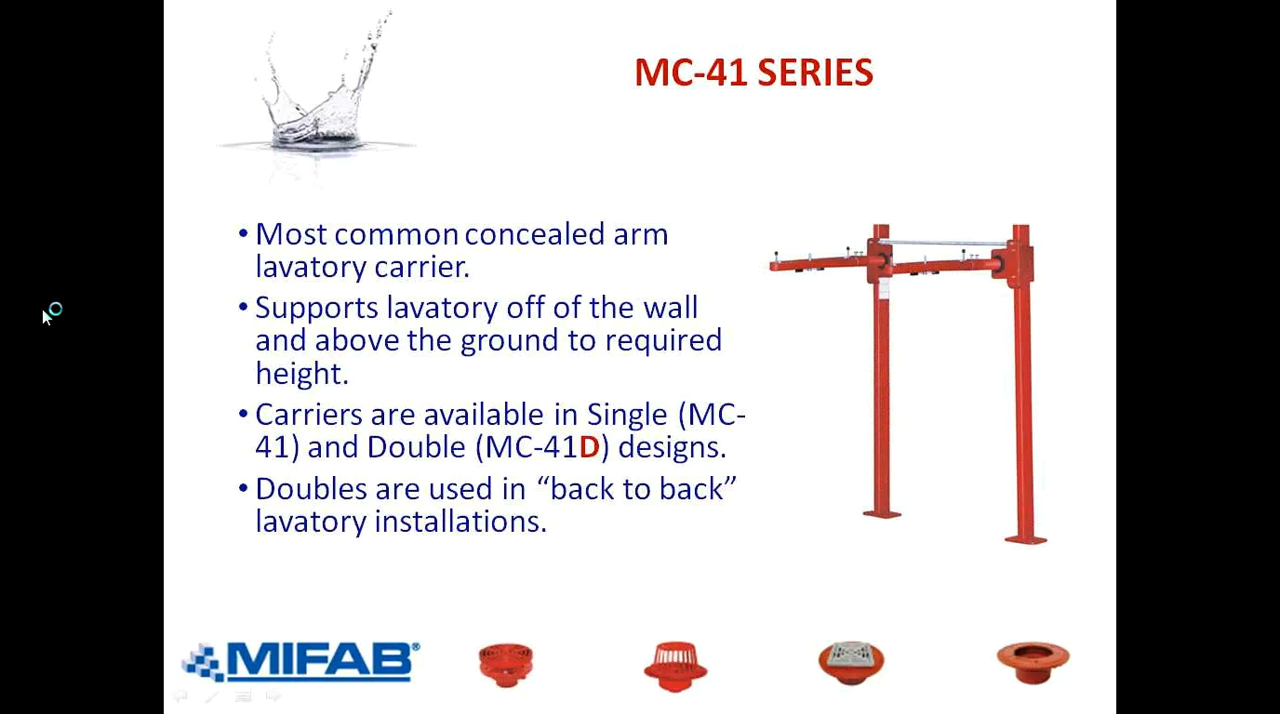 MC-41 SERIES
• Most common concealed arm
lavatory carrier.
• Supports lavatory off of the wall
and above the ground to required
height.
• Carriers are available in Single (MC-
41) and Double (MC-41D) designs.
• Doubles are used in “back to back”
lavatory installations.
MIFAB®